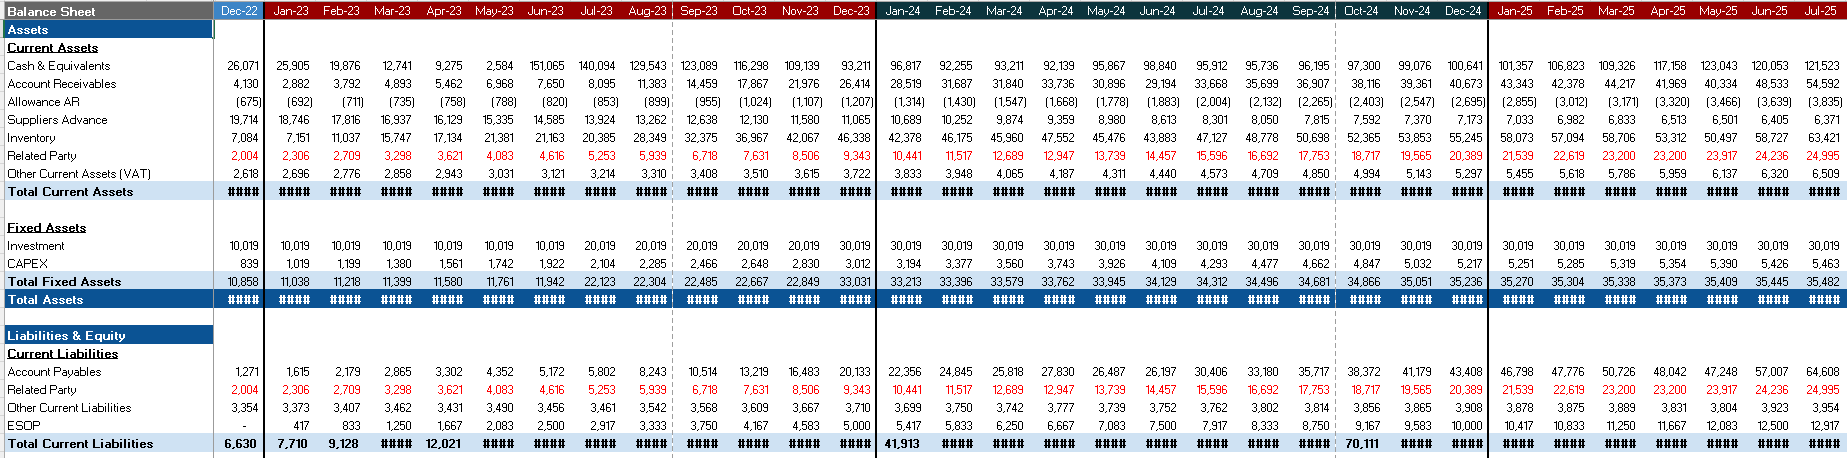 Balance Sheet Dec-22 Jan-23 Feb-23 Mar-23 Apr-23 May-23 Jun-23 Jul-23 Aug-23 Sep-23 Oct-23 Nov-23 Dec-23 Jan-24 Feb-24 Mar-24 Apr-24 May-24 Jun-24 Jul-24 Aug-24 Sep-24 Oct-24 Nov-24 Dec-24 Jan-25 Feb-25 Mar-25 Apr-25 May-25 Jun-25 Jul-25
Assets
Current Assets
Cash & Equivalents 26,071 25,905 19,876 12,741 9,275 2,584 151,065 140,094 129,543 123,089 116,298 109,139 93,211 96,817 92,255 93,211 92,139 95,867 98,840 95,912 95,736 96,195 97,300 99,076 100,641 101,357 106,823 109,326 117,158 123,043 120,053 121,523
Account Receivables 4,130 2,882 3,792 4,893 5,462 6,968 7,650 8,095 11,383 14,459 17,867 21,976 26,414 28,519 31,687 31,840 33,736 30,896 29,194 33,668 35,699 36,907 38,116 39,361 40,673 43,343 42,378 44,217 41,969 40,334 48,533 54,592
Allowance AR (675) (692) (711) (735) (758) (788) (820) (853) (899) (955) (1,024) (1,107) (1,207) (1,314) (1,430) (1,547) (1,668) (1,778) (1,883) (2,004) (2,132) (2,265) (2,403) (2,547) (2,695) (2,855) (3,012) (3,171) (3,320) (3,466) (3,639) (3,835)
Suppliers Advance 19,714 18,746 17,816 16,937 16,129 15,335 14,585 13,924 13,262 12,638 12,130 11,580 11,065 10,689 10,252 9,874 9,359 8,980 8,613 8,301 8,050 7,815 7,592 7,370 7,173 7,033 6,982 6,833 6,513 6,501 6,405 6,371
Inventory 7,084 7,151 11,037 15,747 17,134 21,381 21,163 20,385 28,349 32,375 36,967 42,067 46,338 42,378 46,175 45,960 47,552 45,476 43,883 47,127 48,778 50,698 52,365 53,853 55,245 58,073 57,094 58,706 53,312 50,497 58,727 63,421
Related Party 2,004 2,306 2,709 3,298 3,621 4,083 4,616 5,253 5,939 6,718 7,631 8,506 9,343 10,441 11,517 12,689 12,947 13,739 14,457 15,596 16,692 17,753 18,717 19,565 20,389 21,539 22,619 23,200 23,200 23,917 24,236 24,995
Other Current Assets (VAT) 2,618 2,696 2,776 2,858 2,943 3,031 3,121 3,214 3,310 3,408 3,510 3,615 3,722 3,833 3,948 4,065 4,187 4,311 4,440 4,573 4,709 4,850 4,994 5,143 5,297 5,455 5,618 5,786 5,959 6,137 6,320 6,509
Total Current Assets #### #### #### #### #### #### #### #### #### #### #### #### #### #### #### #### #### #### #### #### #### #### #### #### #### #### #### #### #### #### #### ####
Fixed Assets
Investment 10,019 10,019 10,019 10,019 10,019 10,019 10,019 20,019 20,019 20,019 20,019 20,019 30,019 30,019 30,019 30,019 30,019 30,019 30,019 30,019 30,019 30,019 30,019 30,019 30,019 30,019 30,019 30,019 30,019 30,019 30,019 30,019
CAPEX 839 1,019 1,199 1,380 1,561 1,742 1,922 2,104 2,285 2,466 2,648 2,830 3,012 3,194 3,377 3,560 3,743 3,926 4,109 4,293 4,477 4,662 4,847 5,032 5,217 5,251 5,285 5,319 5,354 5,390 5,426 5,463
Total Fixed Assets 10,858 11,038 11,218 11,399 11,580 11,761 11,942 22,123 22,304 22,485 22,667 22,849 33,031 33,213 33,396 33,579 33,762 33,945 34,129 34,312 34,496 34,681 34,866 35,051 35,236 35,270 35,304 35,338 35,373 35,409 35,445 35,482
Total Assets #### #### #### #### #### #### #### #### #### #### #### #### #### #### #### #### #### #### #### #### #### #### #### #### #### #### #### #### #### #### #### ####
Liabilities & Equity
Current Liabilities
Account Payables 1,271 1,615 2,179 2,865 3,302 4,352 5,172 5,802 8,243 10,514 13,219 16,483 20,133 22,356 24,845 25,818 27,830 26,487 26,197 30,406 33,180 35,717 38,372 41,179 43,408 46,798 47,776 50,726 48,042 47,248 57,007 64,608
Related Party 2,004 2,306 2,709 3,298 3,621 4,083 4,616 5,253 5,939 6,718 7,631 8,506 9,343 10,441 11,517 12,689 12,947 13,739 14,457 15,596 16,692 17,753 18,717 19,565 20,389 21,539 22,619 23,200 23,200 23,917 24,236 24,995
Other Current Liabilities 3,354 3,373 3,407 3,462 3,431 3,490 3,456 3,461 3,542 3,568 3,609 3,667 3,710 3,699 3,750 3,742 3,777 3,739 3,752 3,762 3,802 3,814 3,856 3,865 3,908 3,878 3,875 3,889 3,831 3,804 3,923 3,954
ESOP - 417 833 1,250 1,667 2,083 2,500 2,917 3,333 3,750 4,167 4,583 5,000 5,417 5,833 6,250 6,667 7,083 7,500 7,917 8,333 8,750 9,167 9,583 10,000 10,417 10,833 11,250 11,667 12,083 12,500 12,917
Total Current Liabilities 6,630 7,710 9,128 #### 12,021 #### #### #### #### #### #### #### #### 41,913 #### #### #### #### #### #### #### #### 70,111 #### #### #### #### #### #### #### #### ####